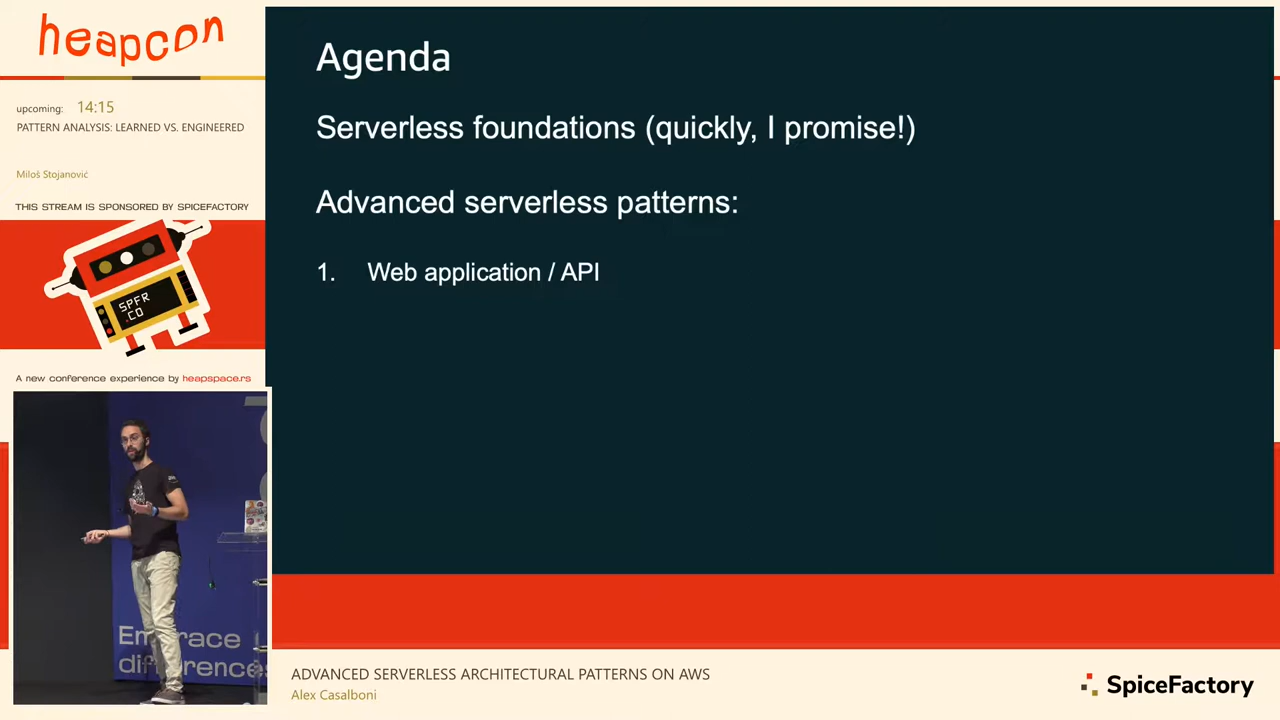 heapcon
upcoming: 14:15
PATTERN ANALYSIS: LEARNED VS. ENGINEERED
Miloš Stojanović
THIS STREAM IS SPONSORED BY SPICEFACTORY
SPFR
.CO
A new conference experience by heapspace.rs
Agenda
Serverless foundations (quickly, I promise!)
Advanced serverless patterns:
1. Web application / API
Embrace
differences
ADVANCED SERVERLESS ARCHITECTURAL PATTERNS ON AWS
Alex Casalboni
SpiceFactory